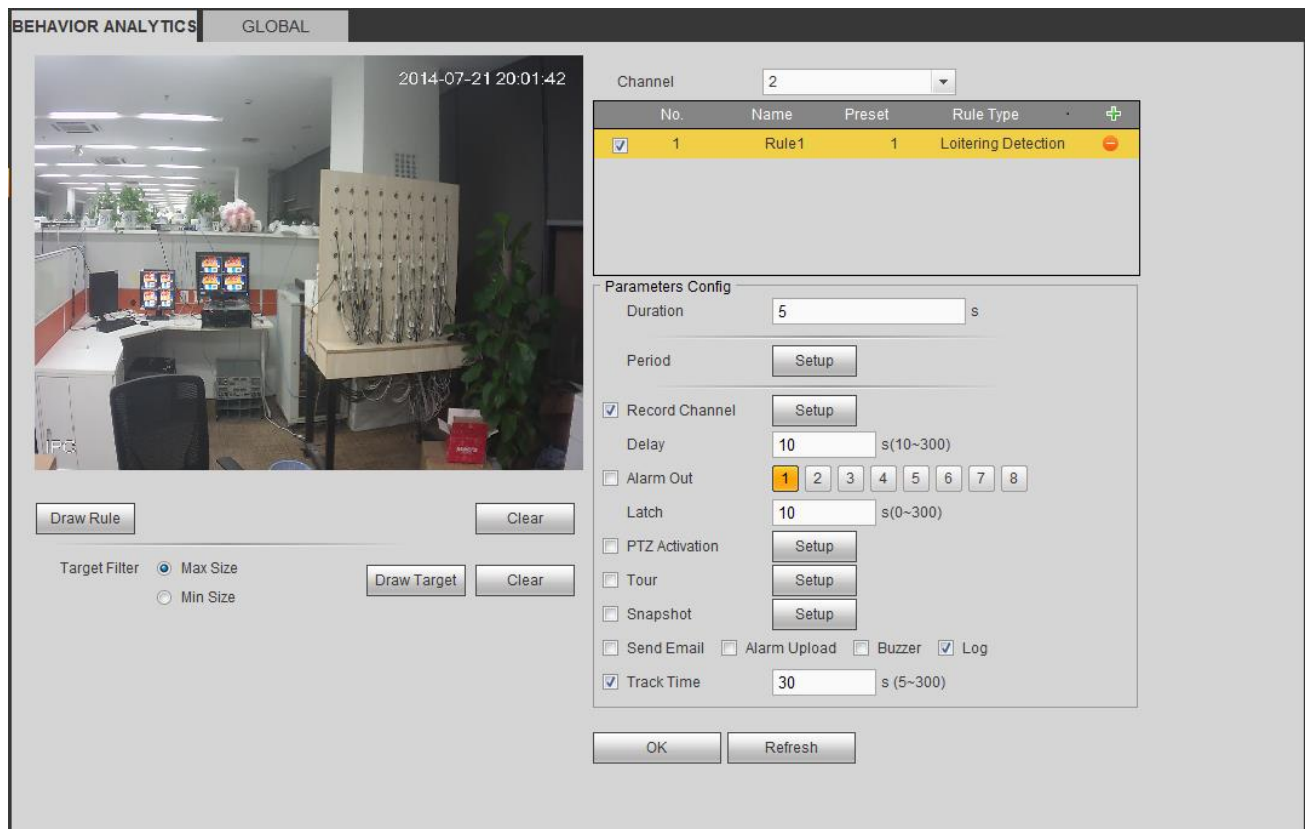 BEHAVIOR ANALYTICS GLOBAL
2014-07-21 20:01:42
IPC
Draw Rule Clear
Target Filter Max Size
Min Size
Draw Target Clear
Channel 2
No. Name Preset Rule Type
1 Rule1 1 Loitering Detection
Parameters Config
Duration 5 s
Period Setup
Record Channel Setup
Delay 10 s(10~300)
Alarm Out 1 2 3 4 5 6 7 8
Latch 10 s(0~300)
PTZ Activation Setup
Tour Setup
Snapshot Setup
Send Email Alarm Upload Buzzer Log
Track Time 30 s (5~300)
OK Refresh